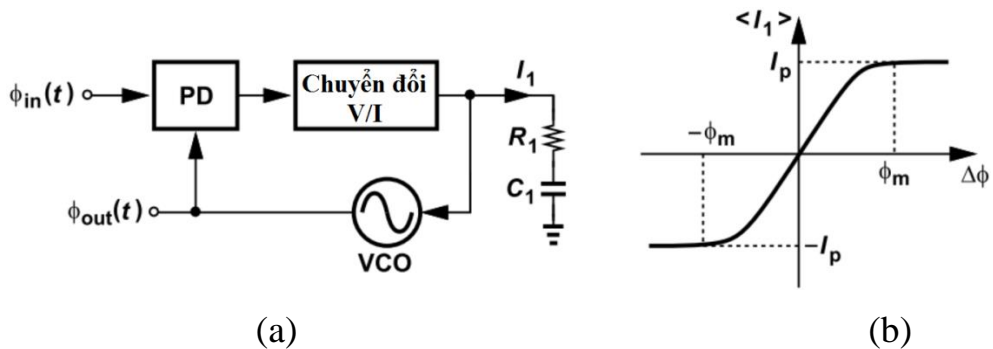 ϕin(t)
PD
Chuyển đổi
V/I
I1
R1
C1
ϕout(t)
VCO
(a)
<I1>
Ip
-ϕm
ϕm
Δϕ
-Ip
(b)